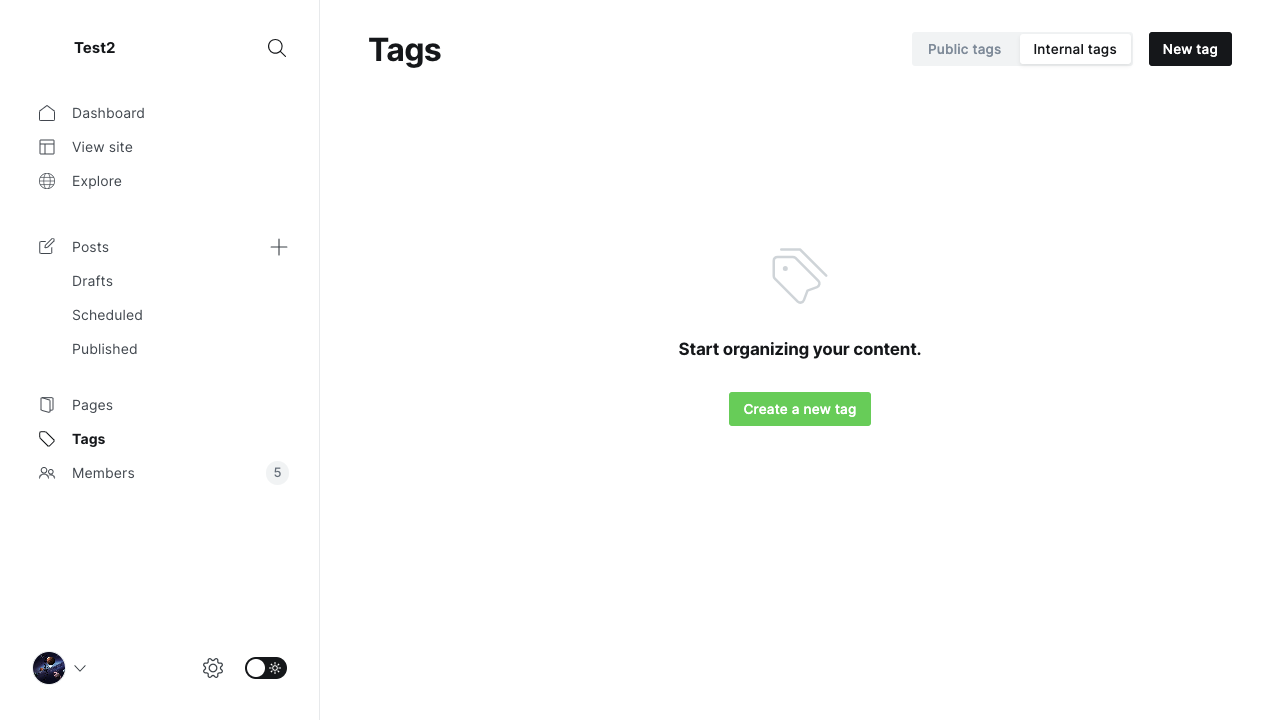 Test2
Dashboard
View site
Explore
Posts
Drafts
Scheduled
Published
Pages
Tags
Members 5
Tags
Public tags Internal tags New tag
Start organizing your content.
Create a new tag